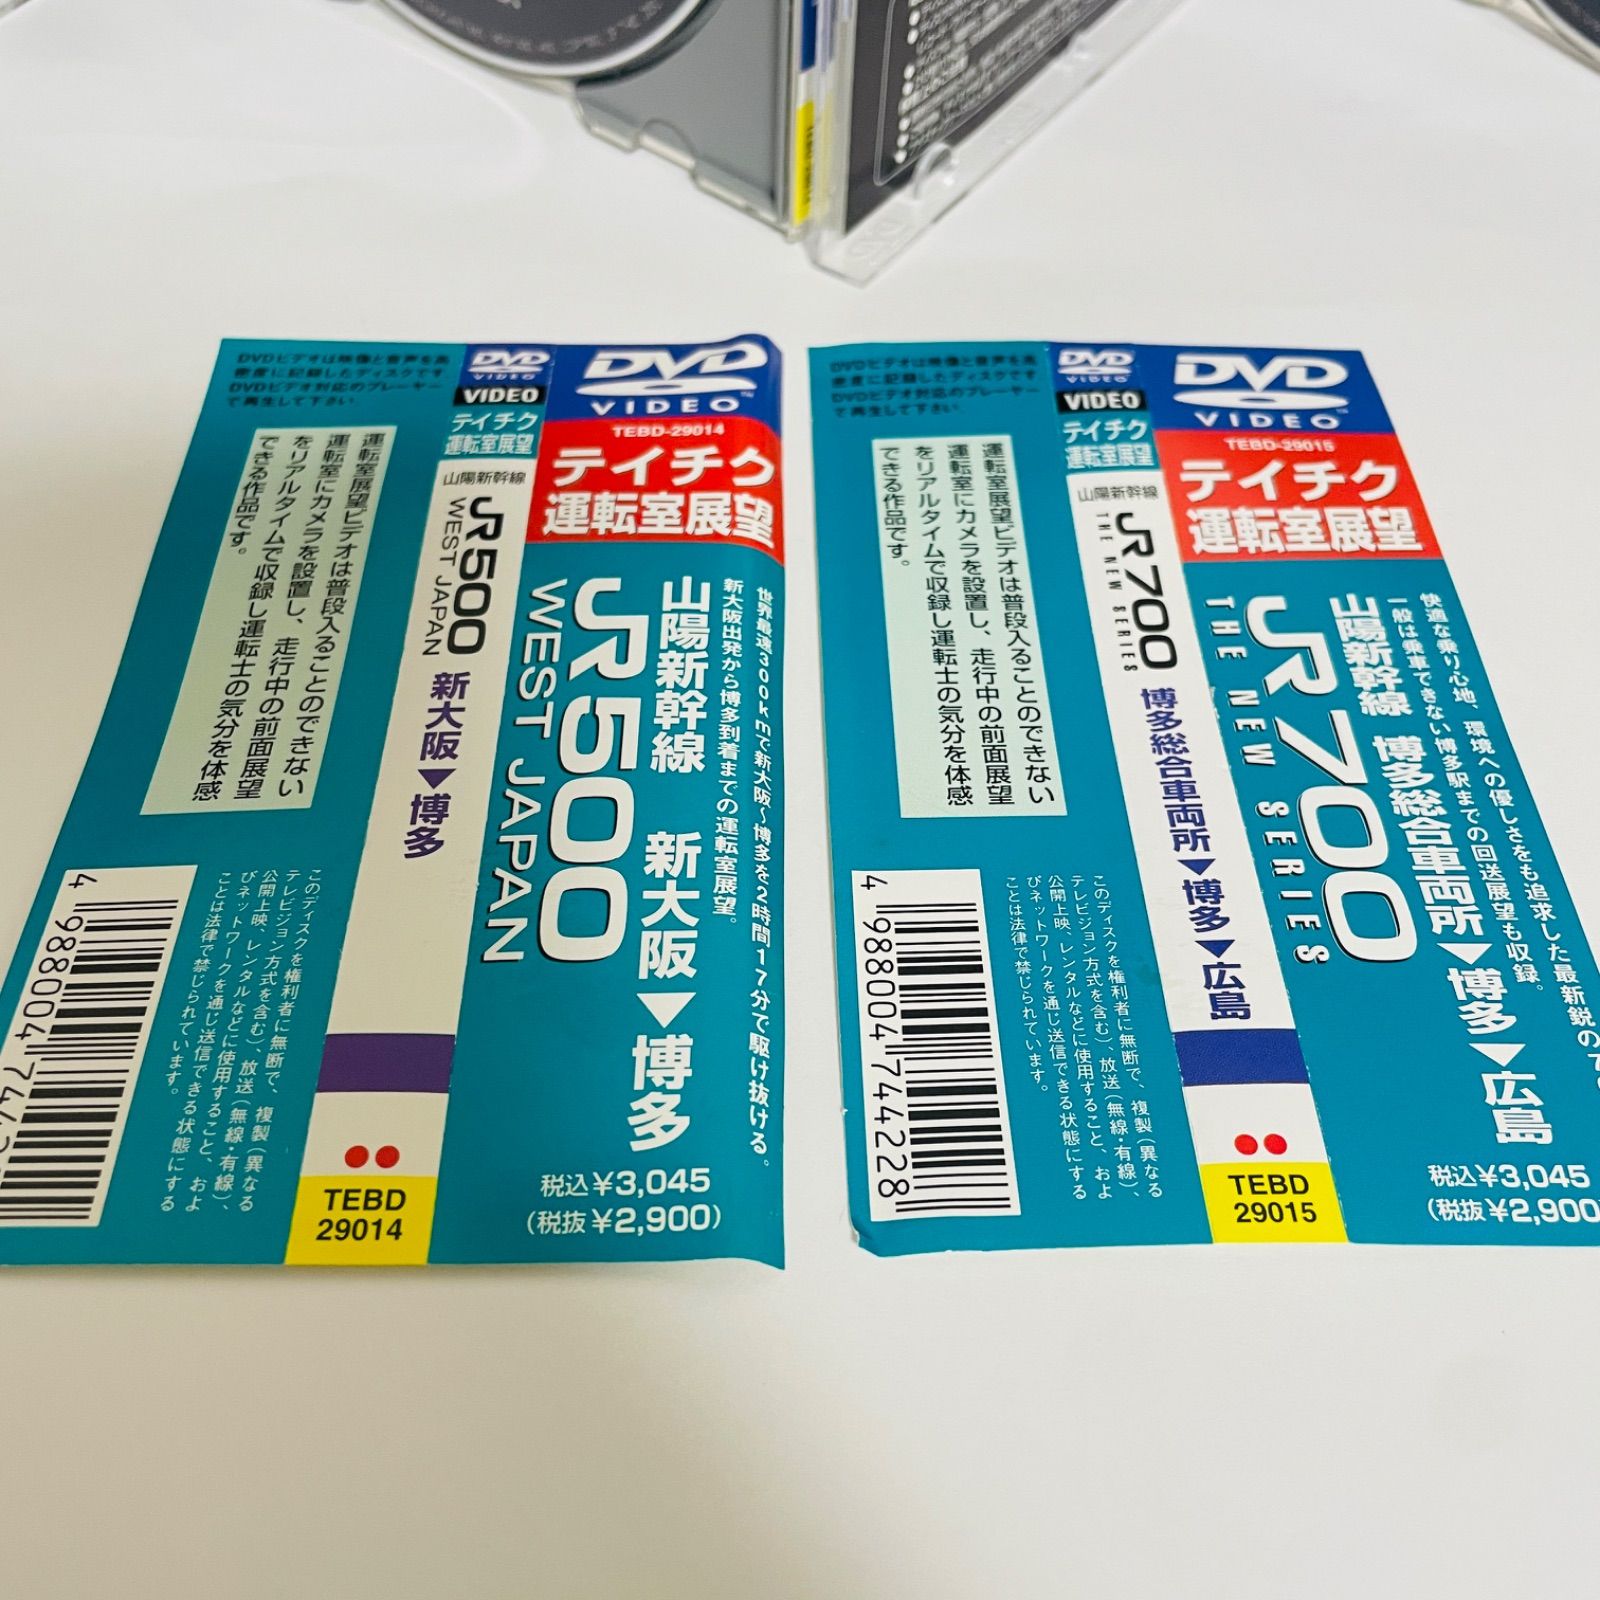 DVDビデオは映像と音声を高
密度に記録したディスクです。
DVDビデオ対応のプレーヤー
で再生して下さい。
運転室展望ビデオは普段入ることのできない
運転室にカメラを設置し、走行中の前面展望
をリアルタイムで収録し運転士の気分を体感
できる作品です。
このディスクを権利者に無断で、複製(異なる
テレビジョン方式を含む)、放送(無線・有線)、
公開上映、レンタルなどに使用すること、およ
びネットワークを通じ送信できる状態にする
ことは法律で禁じられています。
DVD
VIDEO
VIDEO
テイチク
運転室展望
山陽新幹線
JR500
WEST JAPAN
新大阪▼博多
TEBD
29014
DVD
VIDEO™
TEBD-29014
テイチク
運転室展望
世界最速300kmで新大阪〜博多を2時間17分で駆け抜ける。
新大阪出発から博多到着までの運転室展望。
山陽新幹線 新大阪▼博多
JR500
WEST JAPAN
税込¥3,045
(税抜¥2,900)
DVDビデオは映像と音声を高
密度に記録したディスクです。
DVDビデオ対応のプレーヤー
で再生して下さい。
運転室展望ビデオは普段入ることのできない
運転室にカメラを設置し、走行中の前面展望
をリアルタイムで収録し運転士の気分を体感
できる作品です。
このディスクを権利者に無断で、複製(異なる
テレビジョン方式を含む)、放送(無線・有線)、
公開上映、レンタルなどに使用すること、およ
びネットワークを通じ送信できる状態にする
ことは法律で禁じられています。
4 988004 744228
DVD
VIDEO
VIDEO
テイチク
運転室展望
山陽新幹線
JR700
THE NEW SERIES
博多総合車両所▼博多▼広島
TEBD
29015
DVD
VIDEO™
TEBD-29015
テイチク
運転室展望
快適な乗り心地、環境への優しさをも追求した最新鋭の
一般は乗車できない博多駅までの回送展望も収録。
山陽新幹線 博多総合車両所▼博多▼広島
JR700
THE NEW SERIES
税込¥3,045
(税抜¥2,900